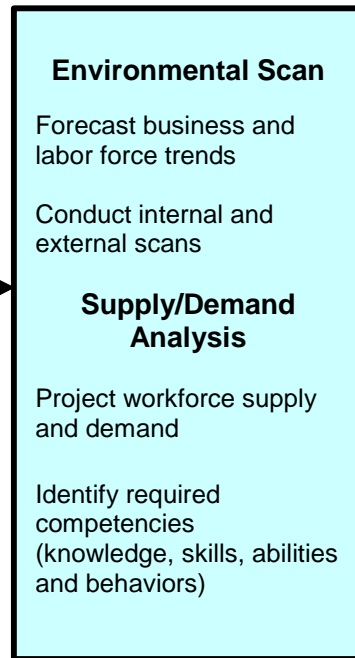 Environmental Scan
Forecast business and
labor force trends
Conduct internal and
external scans
Supply/Demand
Analysis
Project workforce supply
and demand
Identify required
competencies
(knowledge, skills, abilities
and behaviors)